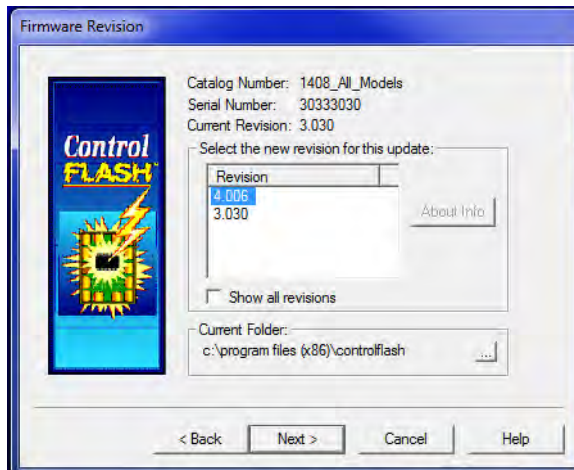 Firmware Revision
Control
FLASH™
Catalog Number: 1408_All_Models
Serial Number: 30333030
Current Revision: 3.030
Select the new revision for this update:
Revision
4.006
3.030
About Info
Show all revisions
Current Folder:
c:\program files (x86)\controlflash
...
< Back
Next >
Cancel
Help